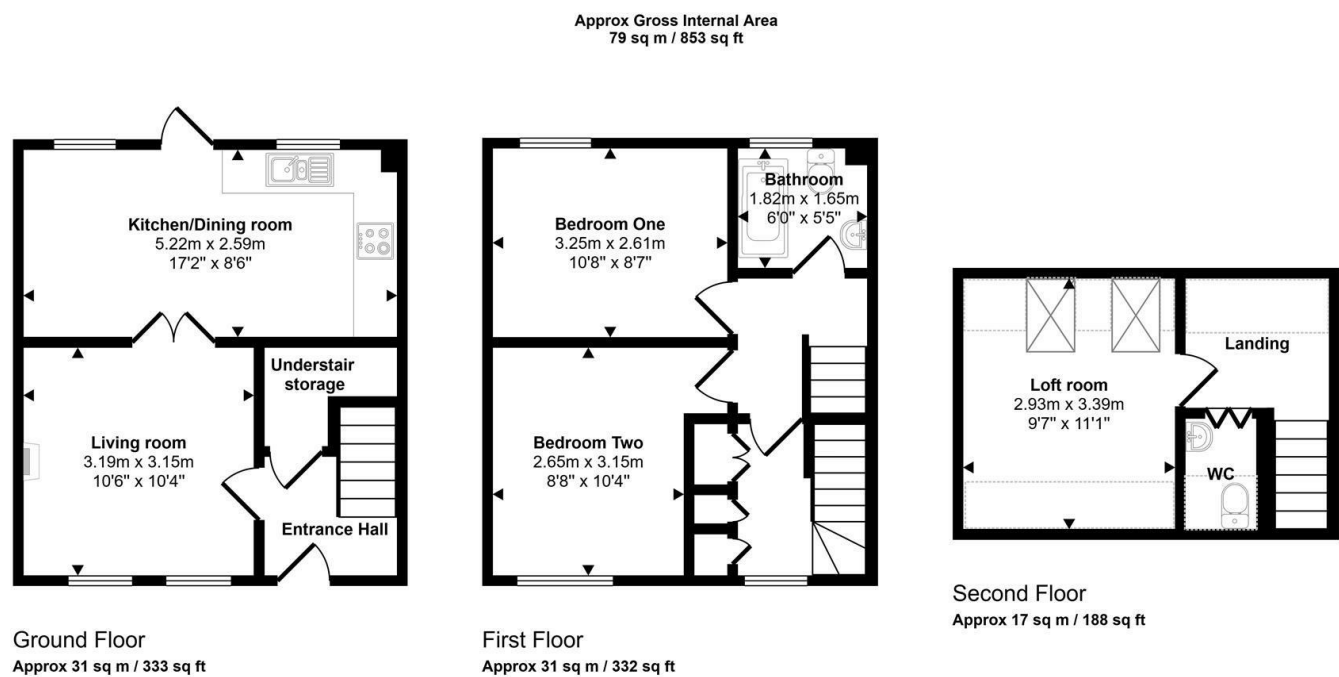 Approx Gross Internal Area
79 sq m / 853 sq ft
Kitchen/Dining room
5.22m x 2.59m
17'2" x 8'6"
Understair
storage
Living room
3.19m x 3.15m
10'6" x 10'4"
Entrance Hall
Ground Floor
Approx 31 sq m / 333 sq ft
Bedroom One
3.25m x 2.61m
10'8" x 8'7"
Bathroom
1.82m x 1.65m
6'0" x 5'5"
Bedroom Two
2.65m x 3.15m
8'8" x 10'4"
First Floor
Approx 31 sq m / 332 sq ft
Landing
Loft room
2.93m x 3.39m
9'7" x 11'1"
WC
Second Floor
Approx 17 sq m / 188 sq ft